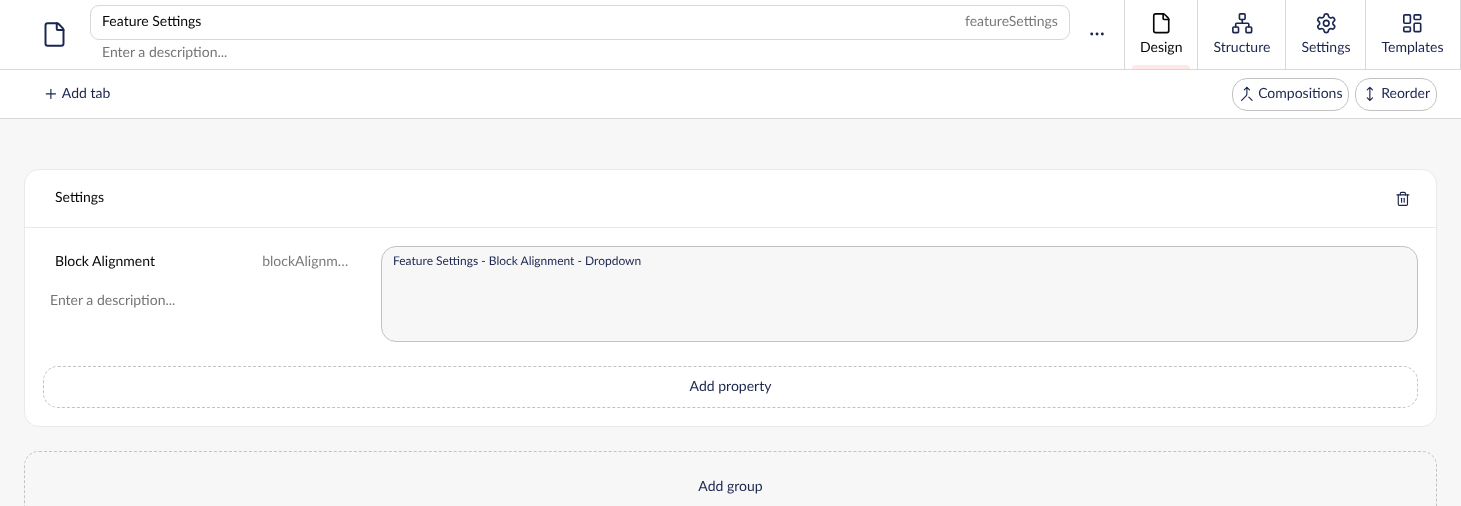 Feature Settings featureSettings
Enter a description...
...
Design Structure Settings Templates
+ Add tab Compositions Reorder
Settings
Block Alignment blockAlignm... Feature Settings - Block Alignment - Dropdown
Enter a description...
Add property
Add group